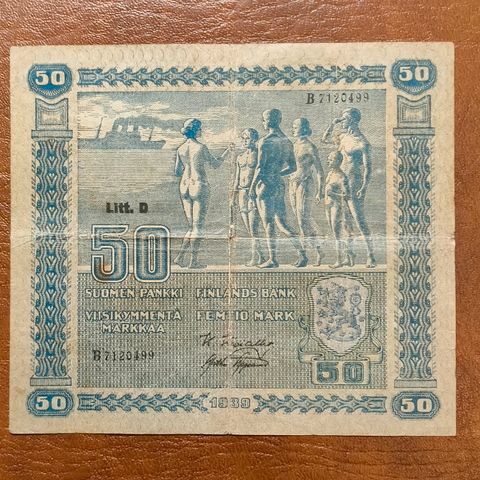 50
50
B 7120499
Litt. D
50
SUOMEN PANKKI FINLANDS BANK
VIISIKYMMENTÄ FEMTIO MARK
MARKKAA
B 7120499
50
50
1939
50